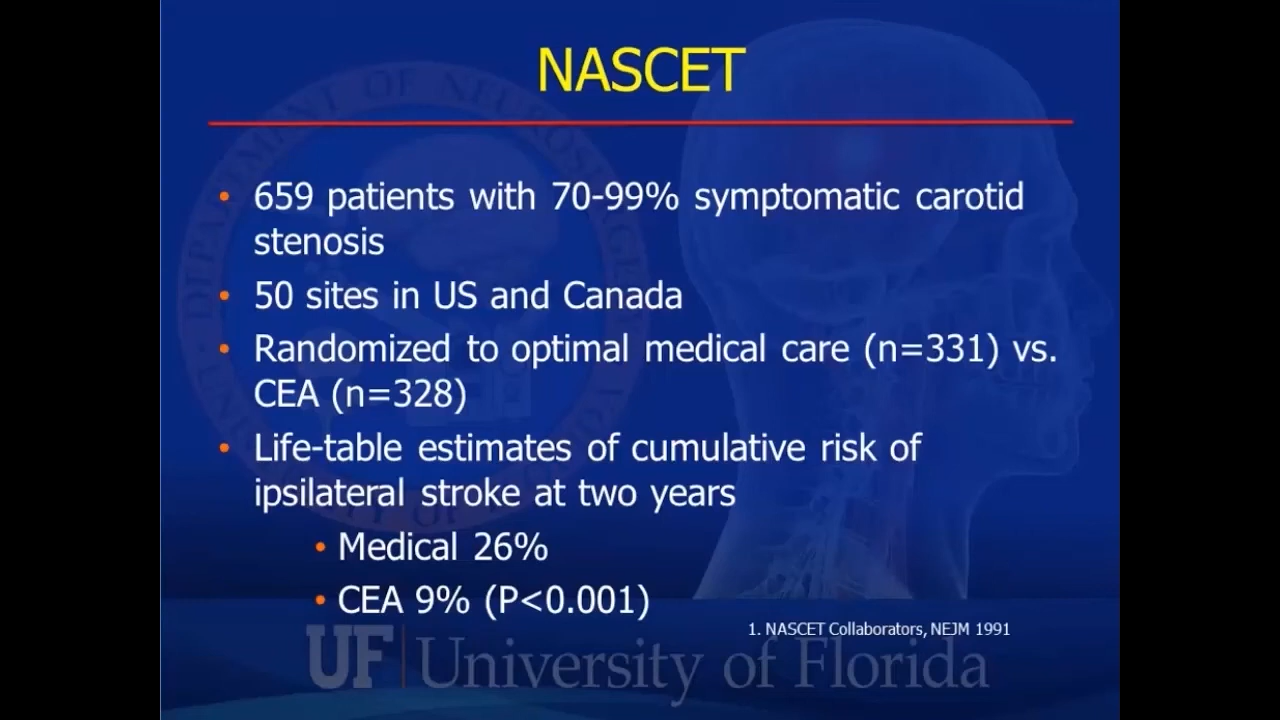 NASCET
• 659 patients with 70-99% symptomatic carotid
stenosis
• 50 sites in US and Canada
• Randomized to optimal medical care (n=331) vs.
CEA (n=328)
• Life-table estimates of cumulative risk of
ipsilateral stroke at two years
• Medical 26%
• CEA 9% (P<0.001)
1. NASCET Collaborators, NEJM 1991
UF University of Florida